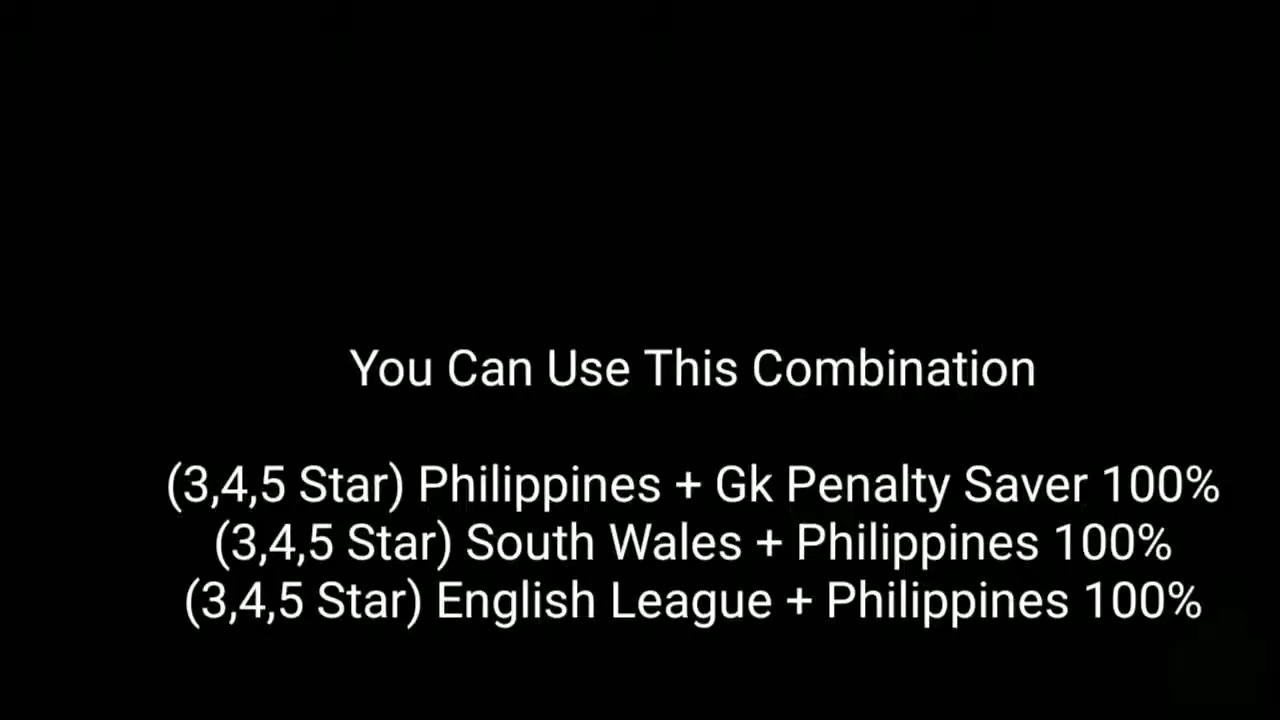 You Can Use This Combination
(3,4,5 Star) Philippines + Gk Penalty Saver 100%
(3,4,5 Star) South Wales + Philippines 100%
(3,4,5 Star) English League + Philippines 100%